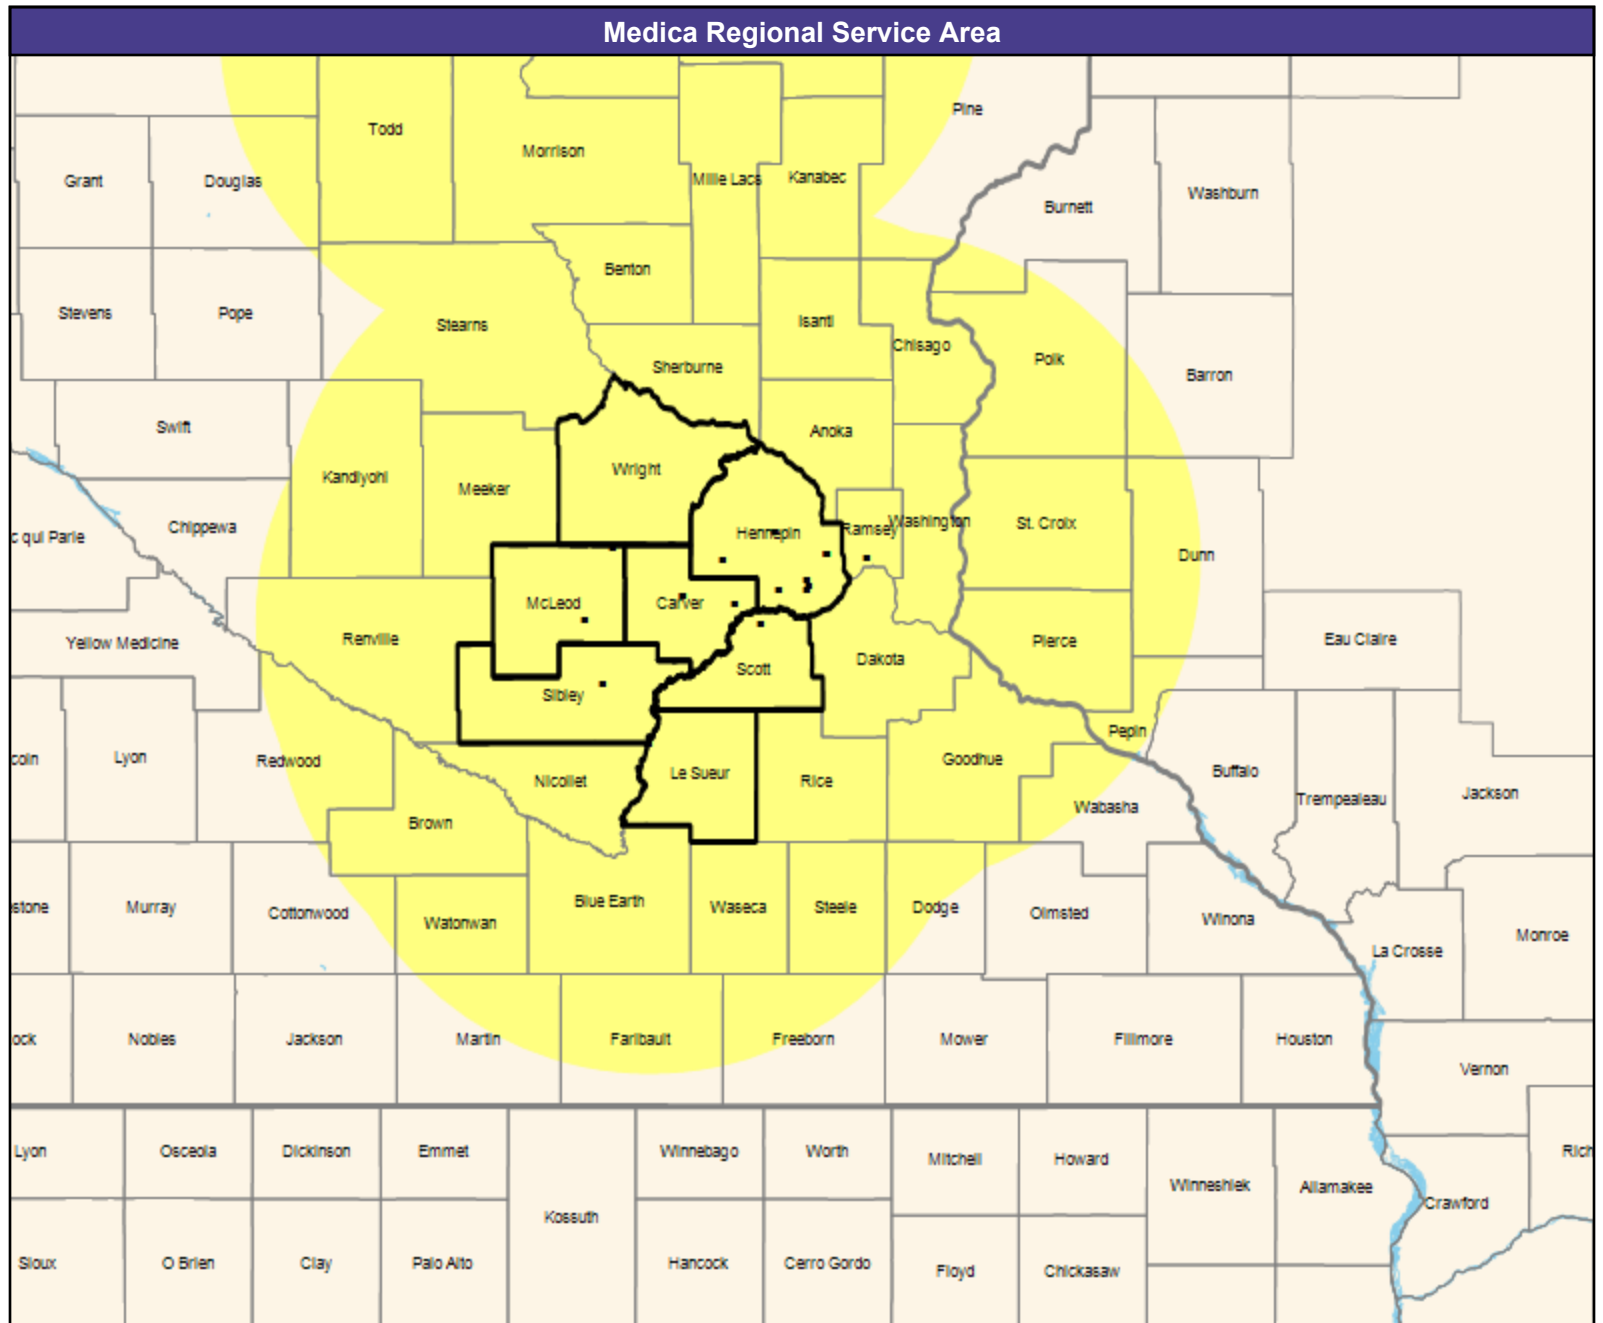 Medica Regional Service Area
Pine
Todd
Morrison
Grant
Douglas
Mille Lacs
Kanabec
Washburn
Burnett
Benton
Stevens
Pope
Stearns
Isanti
Chisago
Polk
Barron
Sherburne
Swift
Anoka
Wright
Kandiyohi
Meeker
Chippewa
Hennepin
Ramsey
Washington
St. Croix
c qui Parle
Dunn
McLeod
Carver
Yellow Medicine
Renville
Pierce
Eau Claire
Scott
Dakota
Sibley
Pepin
coln
Lyon
Redwood
Nicollet
Le Sueur
Rice
Goodhue
Buffalo
Trempealeau
Jackson
Wabasha
Brown
stone
Murray
Cottonwood
Watonwan
Blue Earth
Waseca
Steele
Dodge
Olmsted
Winona
La Crosse
Monroe
ock
Nobles
Jackson
Martin
Faribault
Freeborn
Mower
Fillmore
Houston
Vernon
Lyon
Osceola
Dickinson
Emmet
Winnebago
Worth
Mitchell
Howard
Winneshiek
Allamakee
Crawford
Rich
Kossuth
Sioux
O Brien
Clay
Palo Alto
Hancock
Cerro Gordo
Floyd
Chickasaw